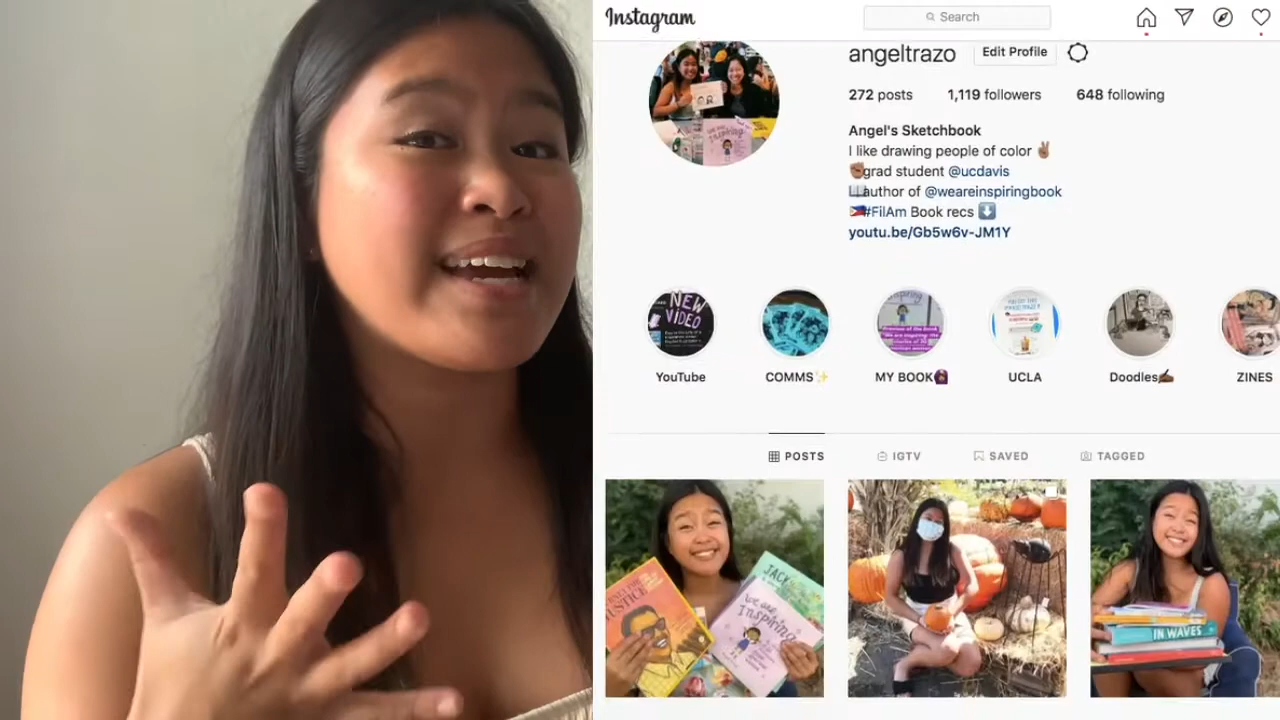 Instagram
Search
angeltrazo
Edit Profile
272 posts 1,119 followers 648 following
Angel's Sketchbook
I like drawing people of color ✌🏽
✊🏽grad student @ucdavis
📖author of @weareinspiringbook
🇵🇭#FilAm Book recs ⬇️
youtu.be/Gb5w6v-JM1Y
NEW
VIDEO
YouTube
COMMS✨
MY BOOK
UCLA
Doodles✍🏾
ZINES
POSTS
IGTV
SAVED
TAGGED
JUSTICE
JACK
We are
Inspiring
IN WAVES